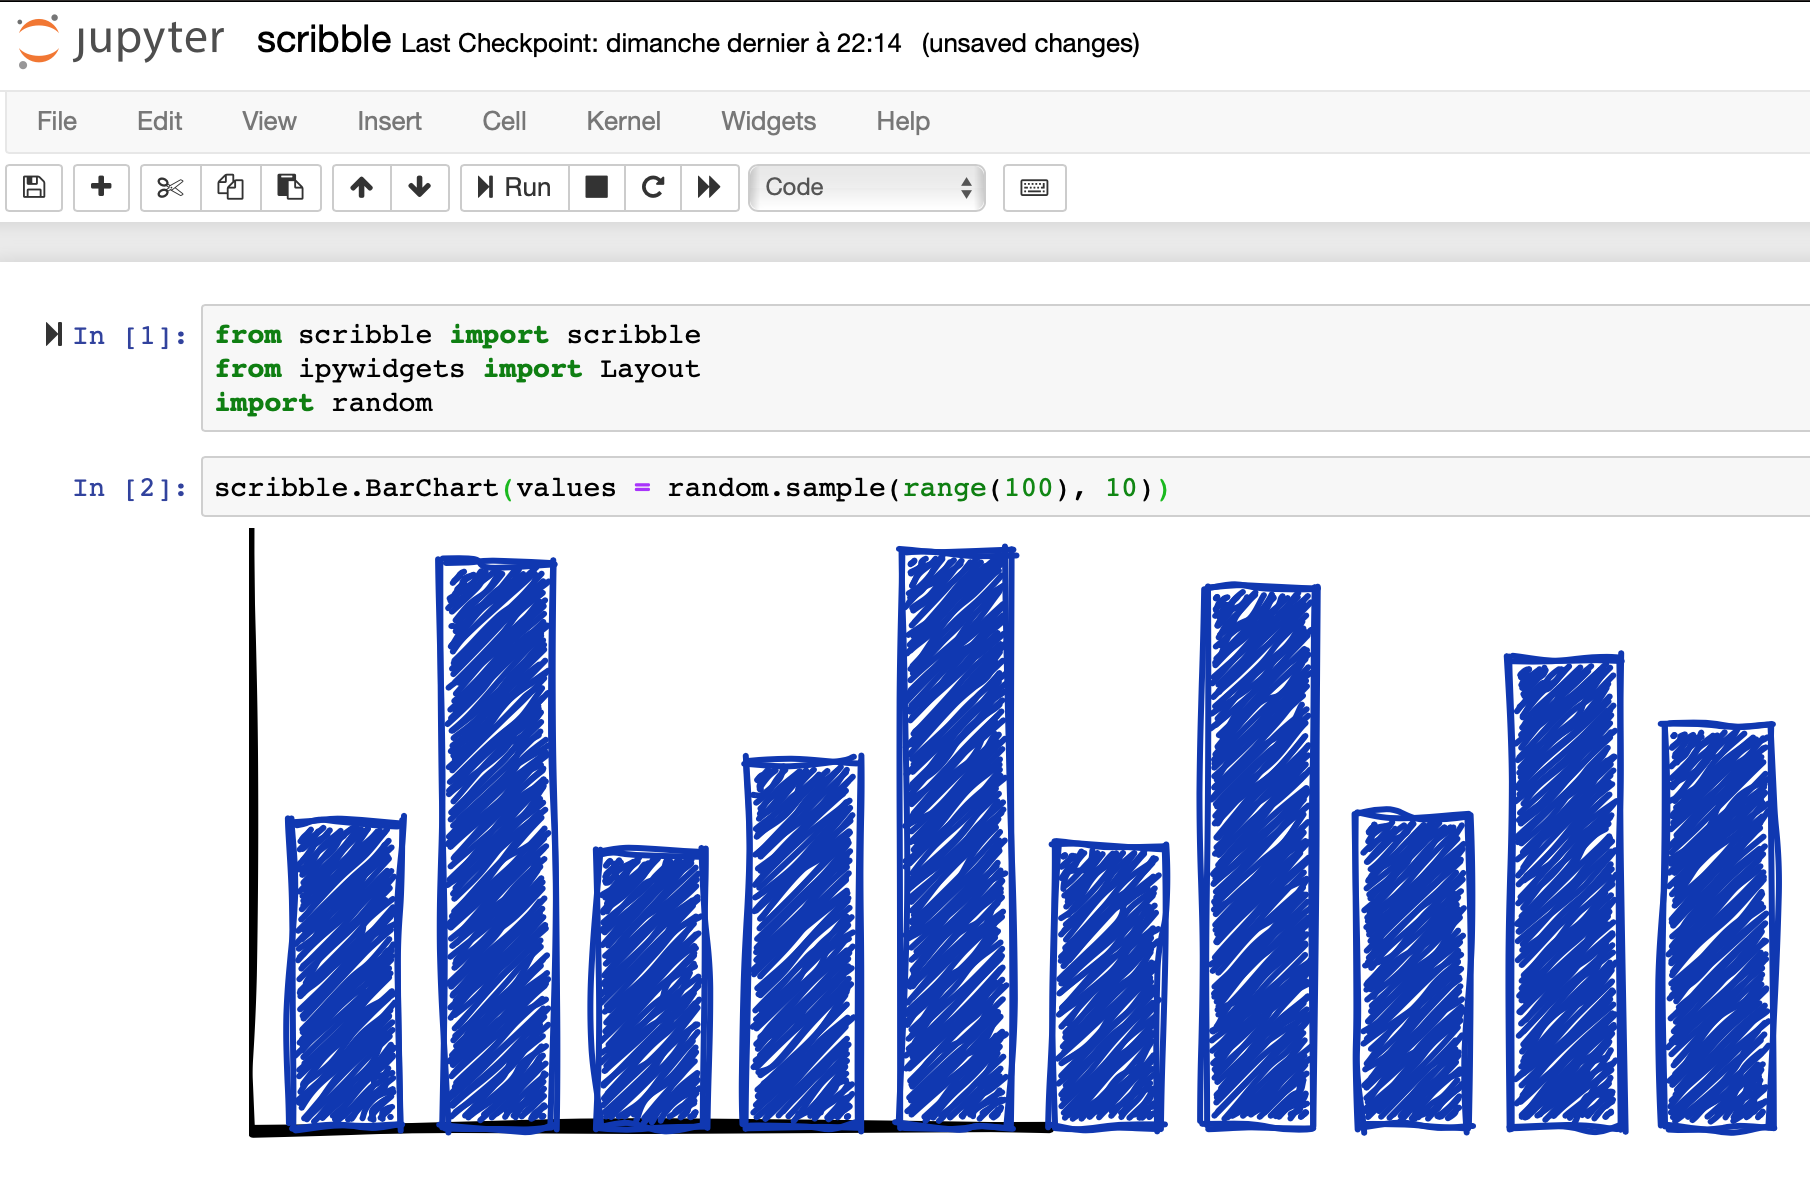 jupyter scribble Last Checkpoint: dimanche dernier à 22:14 (unsaved changes)
File Edit View Insert Cell Kernel Widgets Help
Run Code
In [1]: from scribble import scribble
from ipywidgets import Layout
import random
In [2]: scribble.BarChart(values = random.sample(range(100), 10))